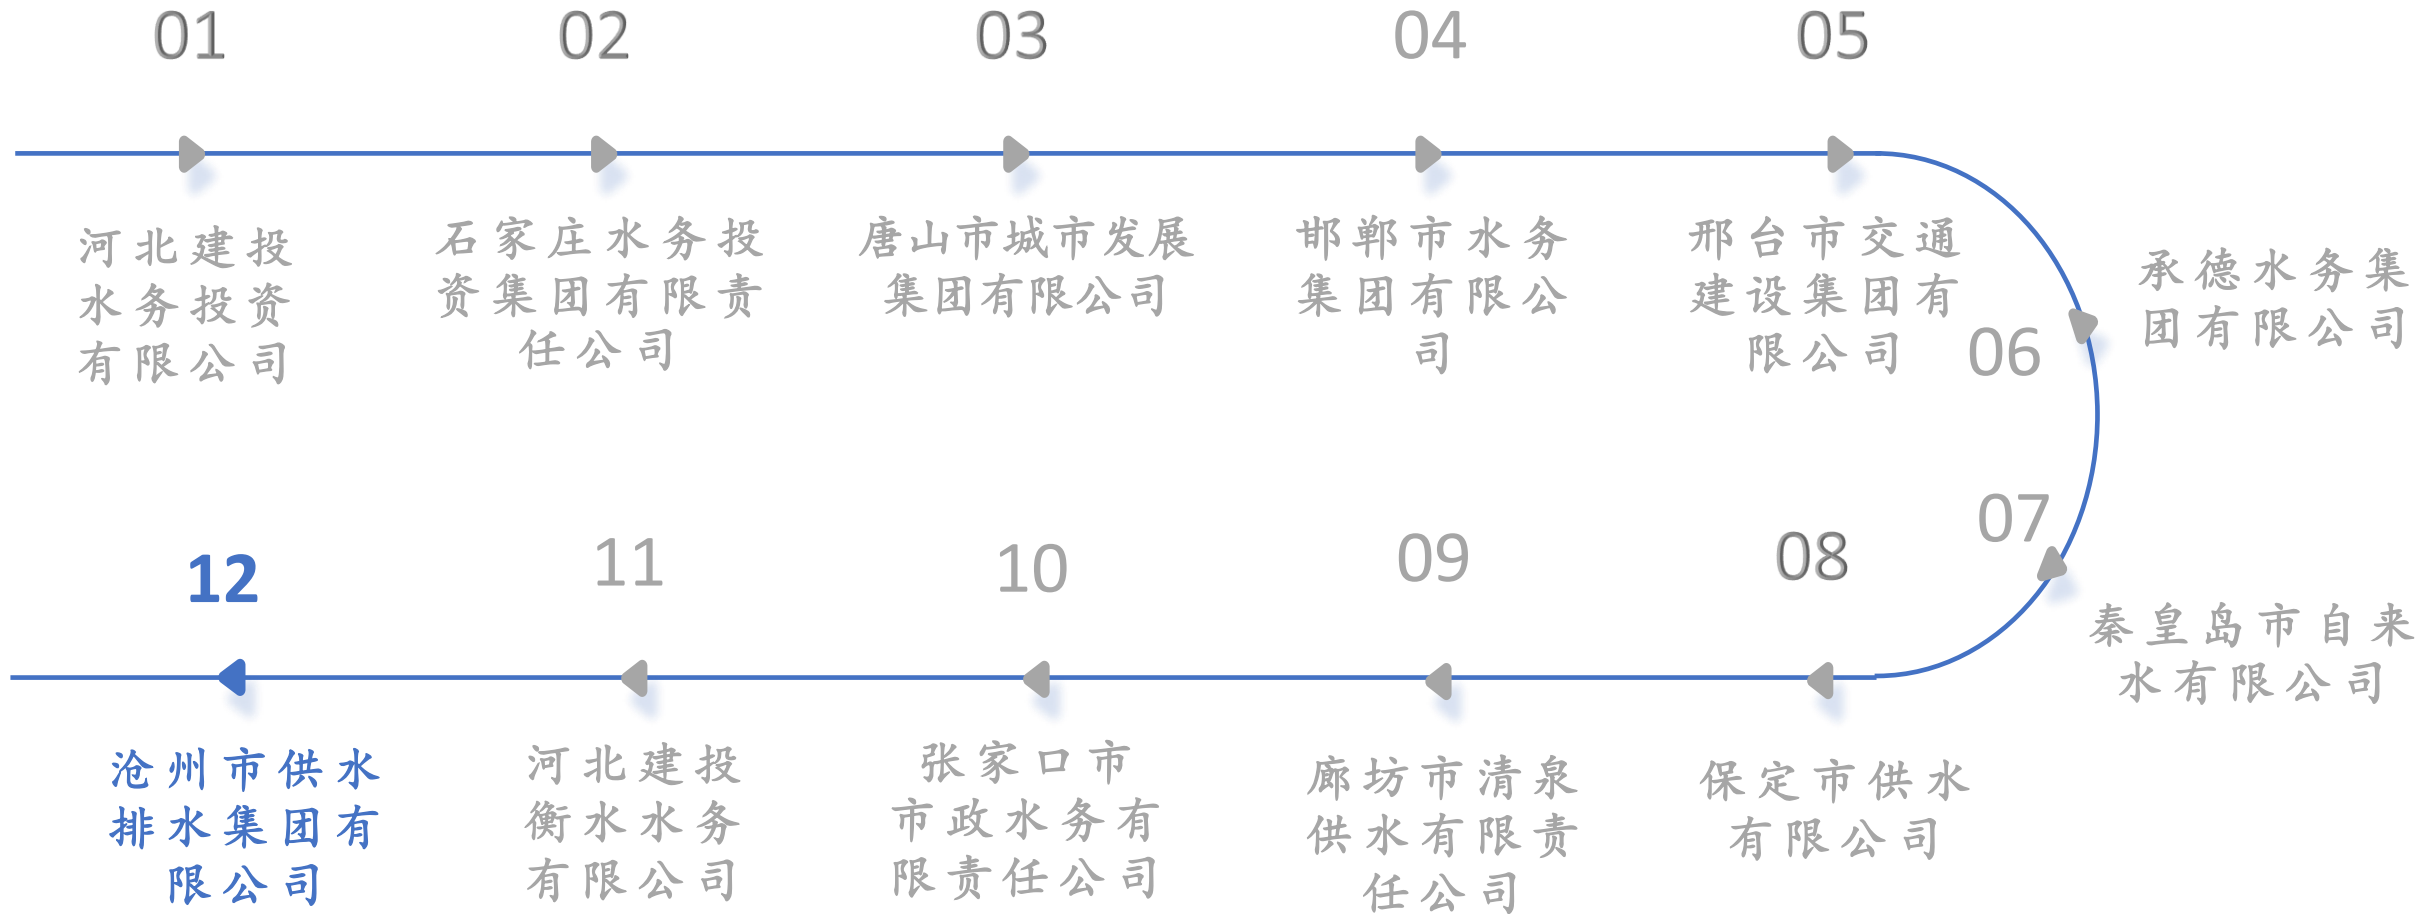 01
河北建投
水务投资
有限公司
02
石家庄水务投
资集团有限责
任公司
03
唐山市城市发展
集团有限公司
04
邯郸市水务
集团有限公
司
05
邢台市交通
建设集团有
限公司
06
承德水务集
团有限公司
07
秦皇岛市自来
水有限公司
08
保定市供水
有限公司
09
廊坊市清泉
供水有限责
任公司
10
张家口市
市政水务有
限责任公司
11
河北建投
衡水水务
有限公司
12
沧州市供水
排水集团有
限公司